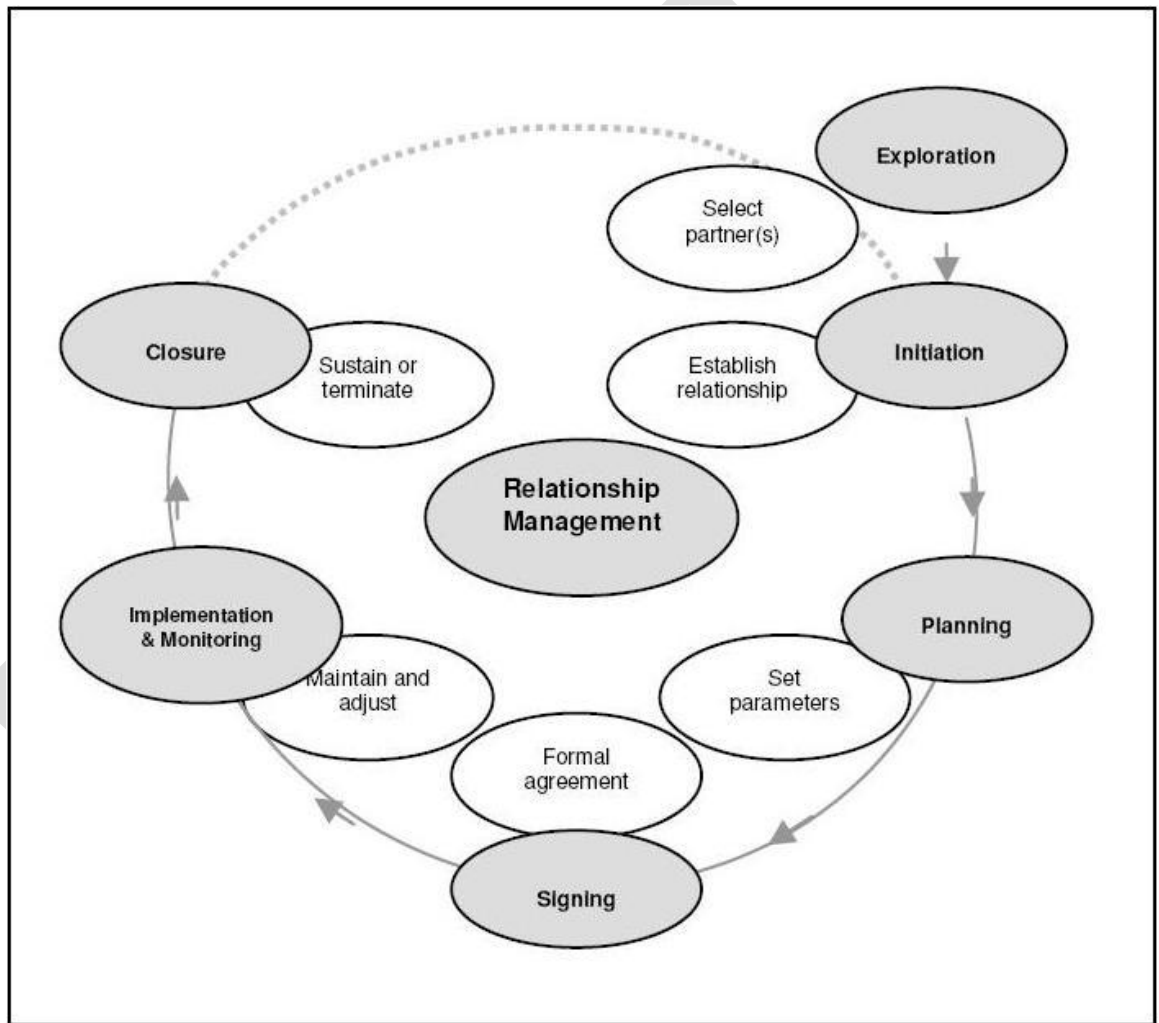 Exploration
Select
partner(s)
Initiation
Establish
relationship
Closure
Sustain or
terminate
Relationship
Management
Planning
Set
parameters
Implementation
& Monitoring
Maintain and
adjust
Formal
agreement
Signing